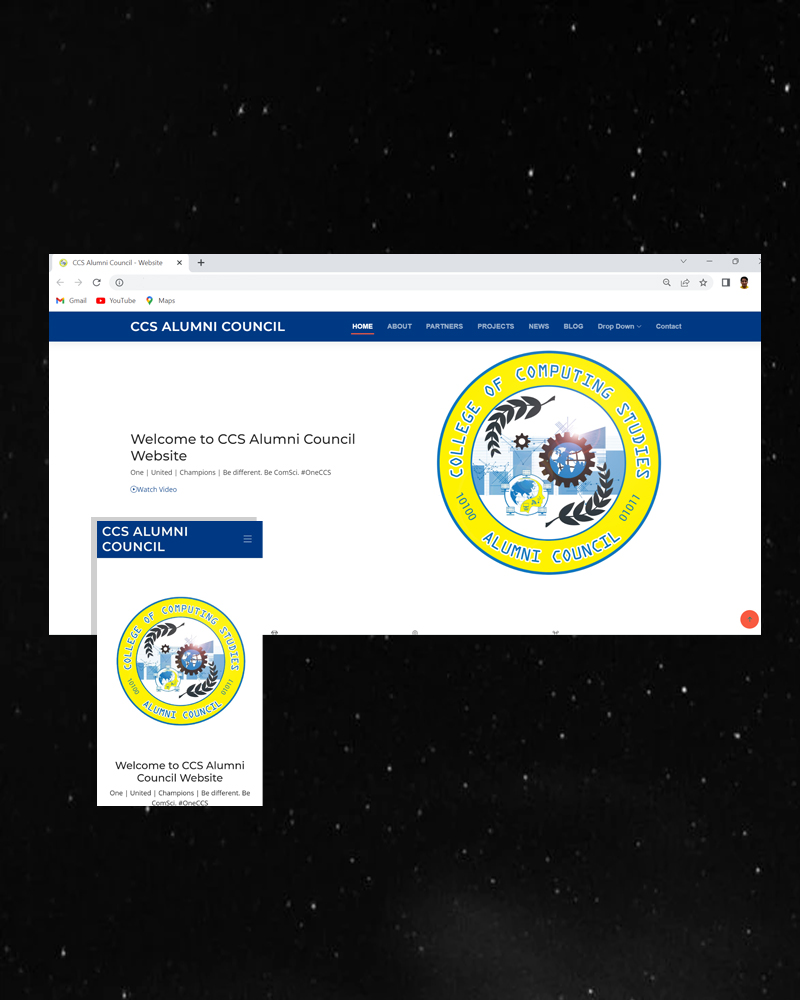 CCS Alumni Council - Website
Gmail YouTube Maps
CCS ALUMNI COUNCIL HOME ABOUT PARTNERS PROJECTS NEWS BLOG Drop Down Contact
Welcome to CCS Alumni Council
Website
One | United | Champions | Be different. Be ComSci. #OneCCS
Watch Video
COLLEGE OF COMPUTING STUDIES
10100 01011
ALUMNI COUNCIL
CCS ALUMNI
COUNCIL
COLLEGE OF COMPUTING STUDIES
10100 01011
ALUMNI COUNCIL
Welcome to CCS Alumni
Council Website
One | United | Champions | Be different. Be
ComSci. #OneCCS